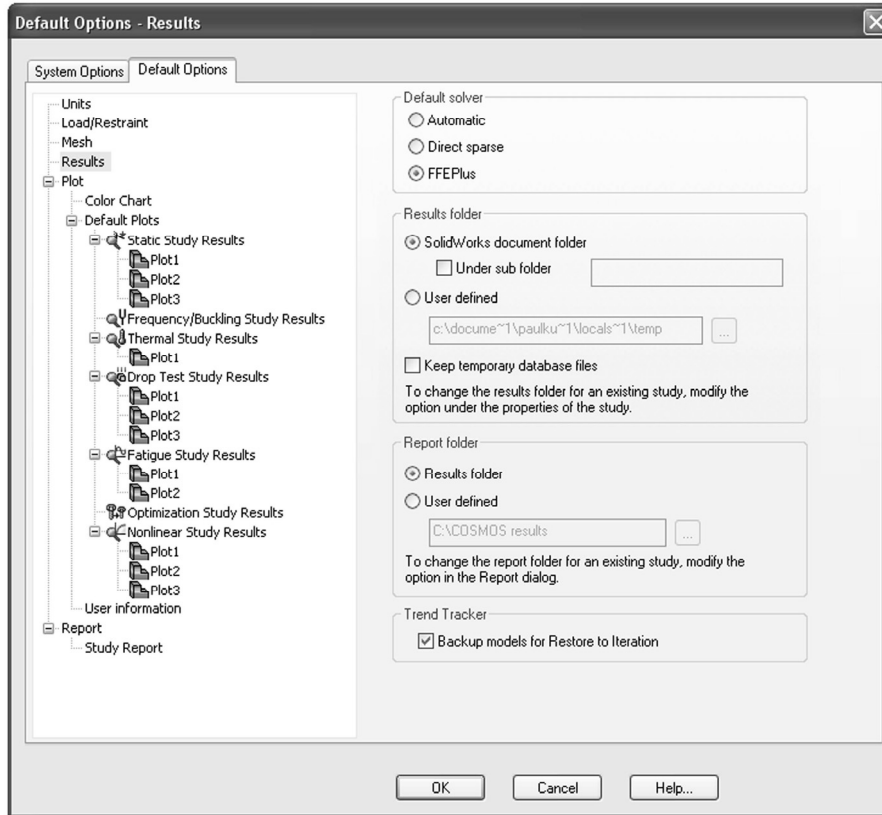 Default Options - Results
System Options
Default Options
Units
Load/Restraint
Mesh
Results
Plot
Color Chart
Default Plots
Static Study Results
Plot1
Plot2
Plot3
Frequency/Buckling Study Results
Thermal Study Results
Plot1
Drop Test Study Results
Plot1
Plot2
Plot3
Fatigue Study Results
Plot1
Plot2
Optimization Study Results
Nonlinear Study Results
Plot1
Plot2
Plot3
User information
Report
Study Report
Default solver
Automatic
Direct sparse
FFEPlus
Results folder
SolidWorks document folder
Under sub folder
User defined
c:\docume~1\paulku~1\locals~1\temp
...
Keep temporary database files
To change the results folder for an existing study, modify the
option under the properties of the study.
Report folder
Results folder
User defined
C:\COSMOS results
...
To change the report folder for an existing study, modify the
option in the Report dialog.
Trend Tracker
Backup models for Restore to Iteration
OK
Cancel
Help...